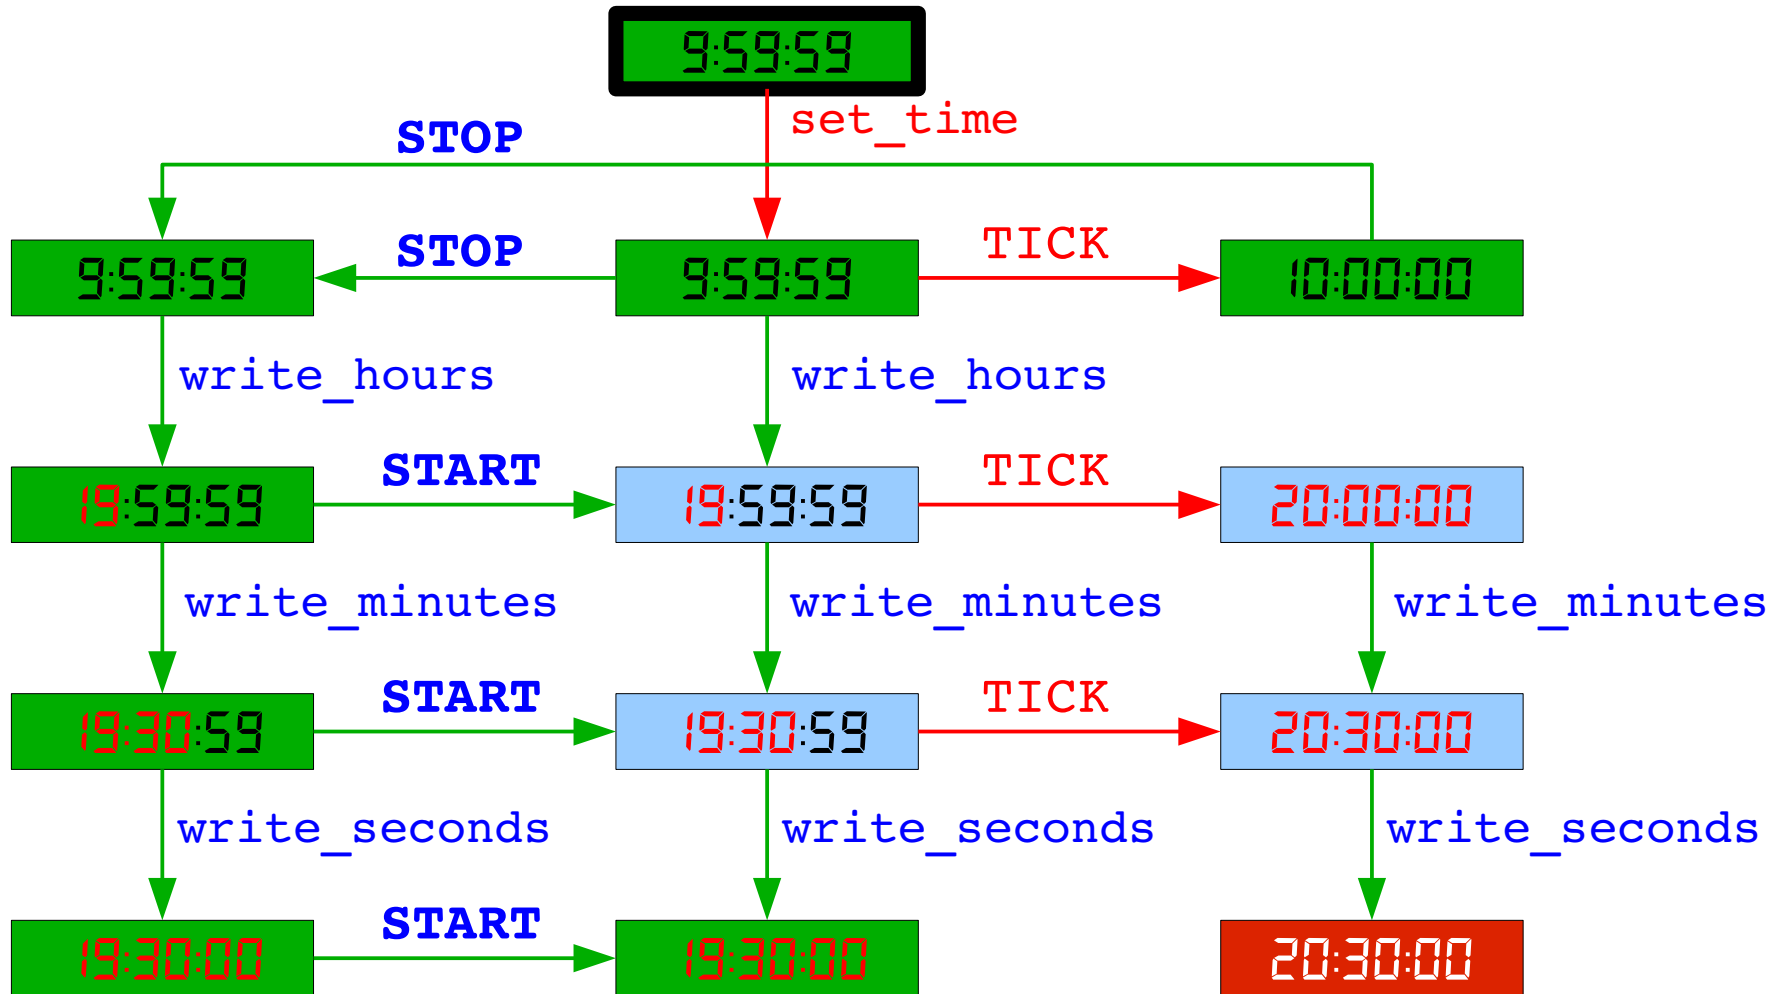 9:59:59
set_time
STOP
9:59:59 STOP 9:59:59 TICK 10:00:00
write_hours write_hours
19:59:59 START 19:59:59 TICK 20:00:00
write_minutes write_minutes write_minutes
19:30:59 START 19:30:59 TICK 20:30:00
write_seconds write_seconds write_seconds
19:30:00 START 19:30:00 20:30:00